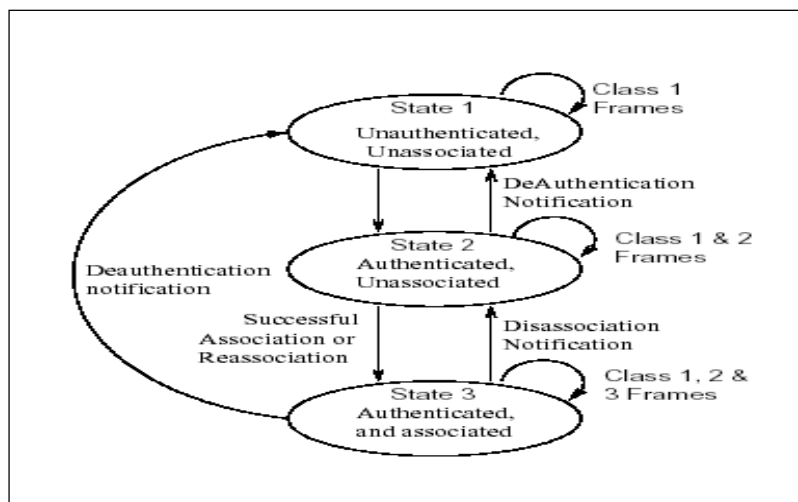 State 1
Unauthenticated,
Unassociated
Class 1
Frames
DeAuthentication
Notification
State 2
Authenticated,
Unassociated
Class 1 & 2
Frames
Deauthentication
notification
Successful
Association or
Reassociation
Disassociation
Notification
State 3
Authenticated,
and associated
Class 1, 2 &
3 Frames